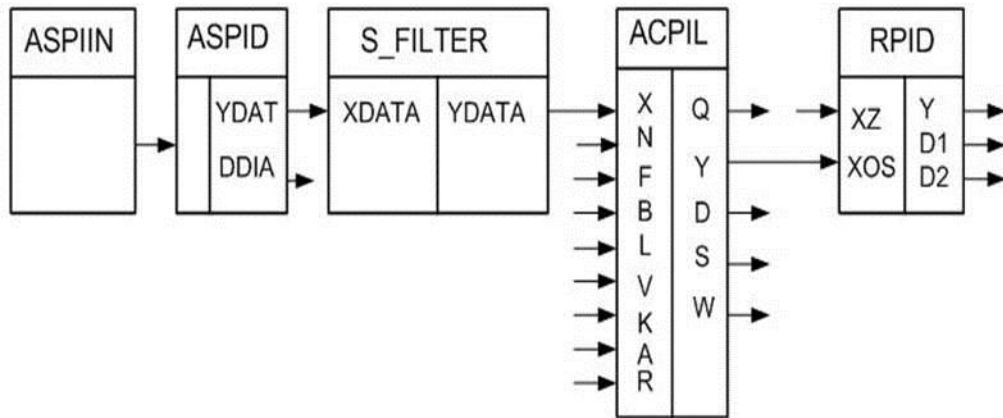 ASPIIN
ASPID
YDAT
DDIA
S_FILTER
XDATA YDATA
ACPIL
X Q
N
F Y
B D
L S
V
K W
A
R
RPID
XZ Y
D1
XOS D2